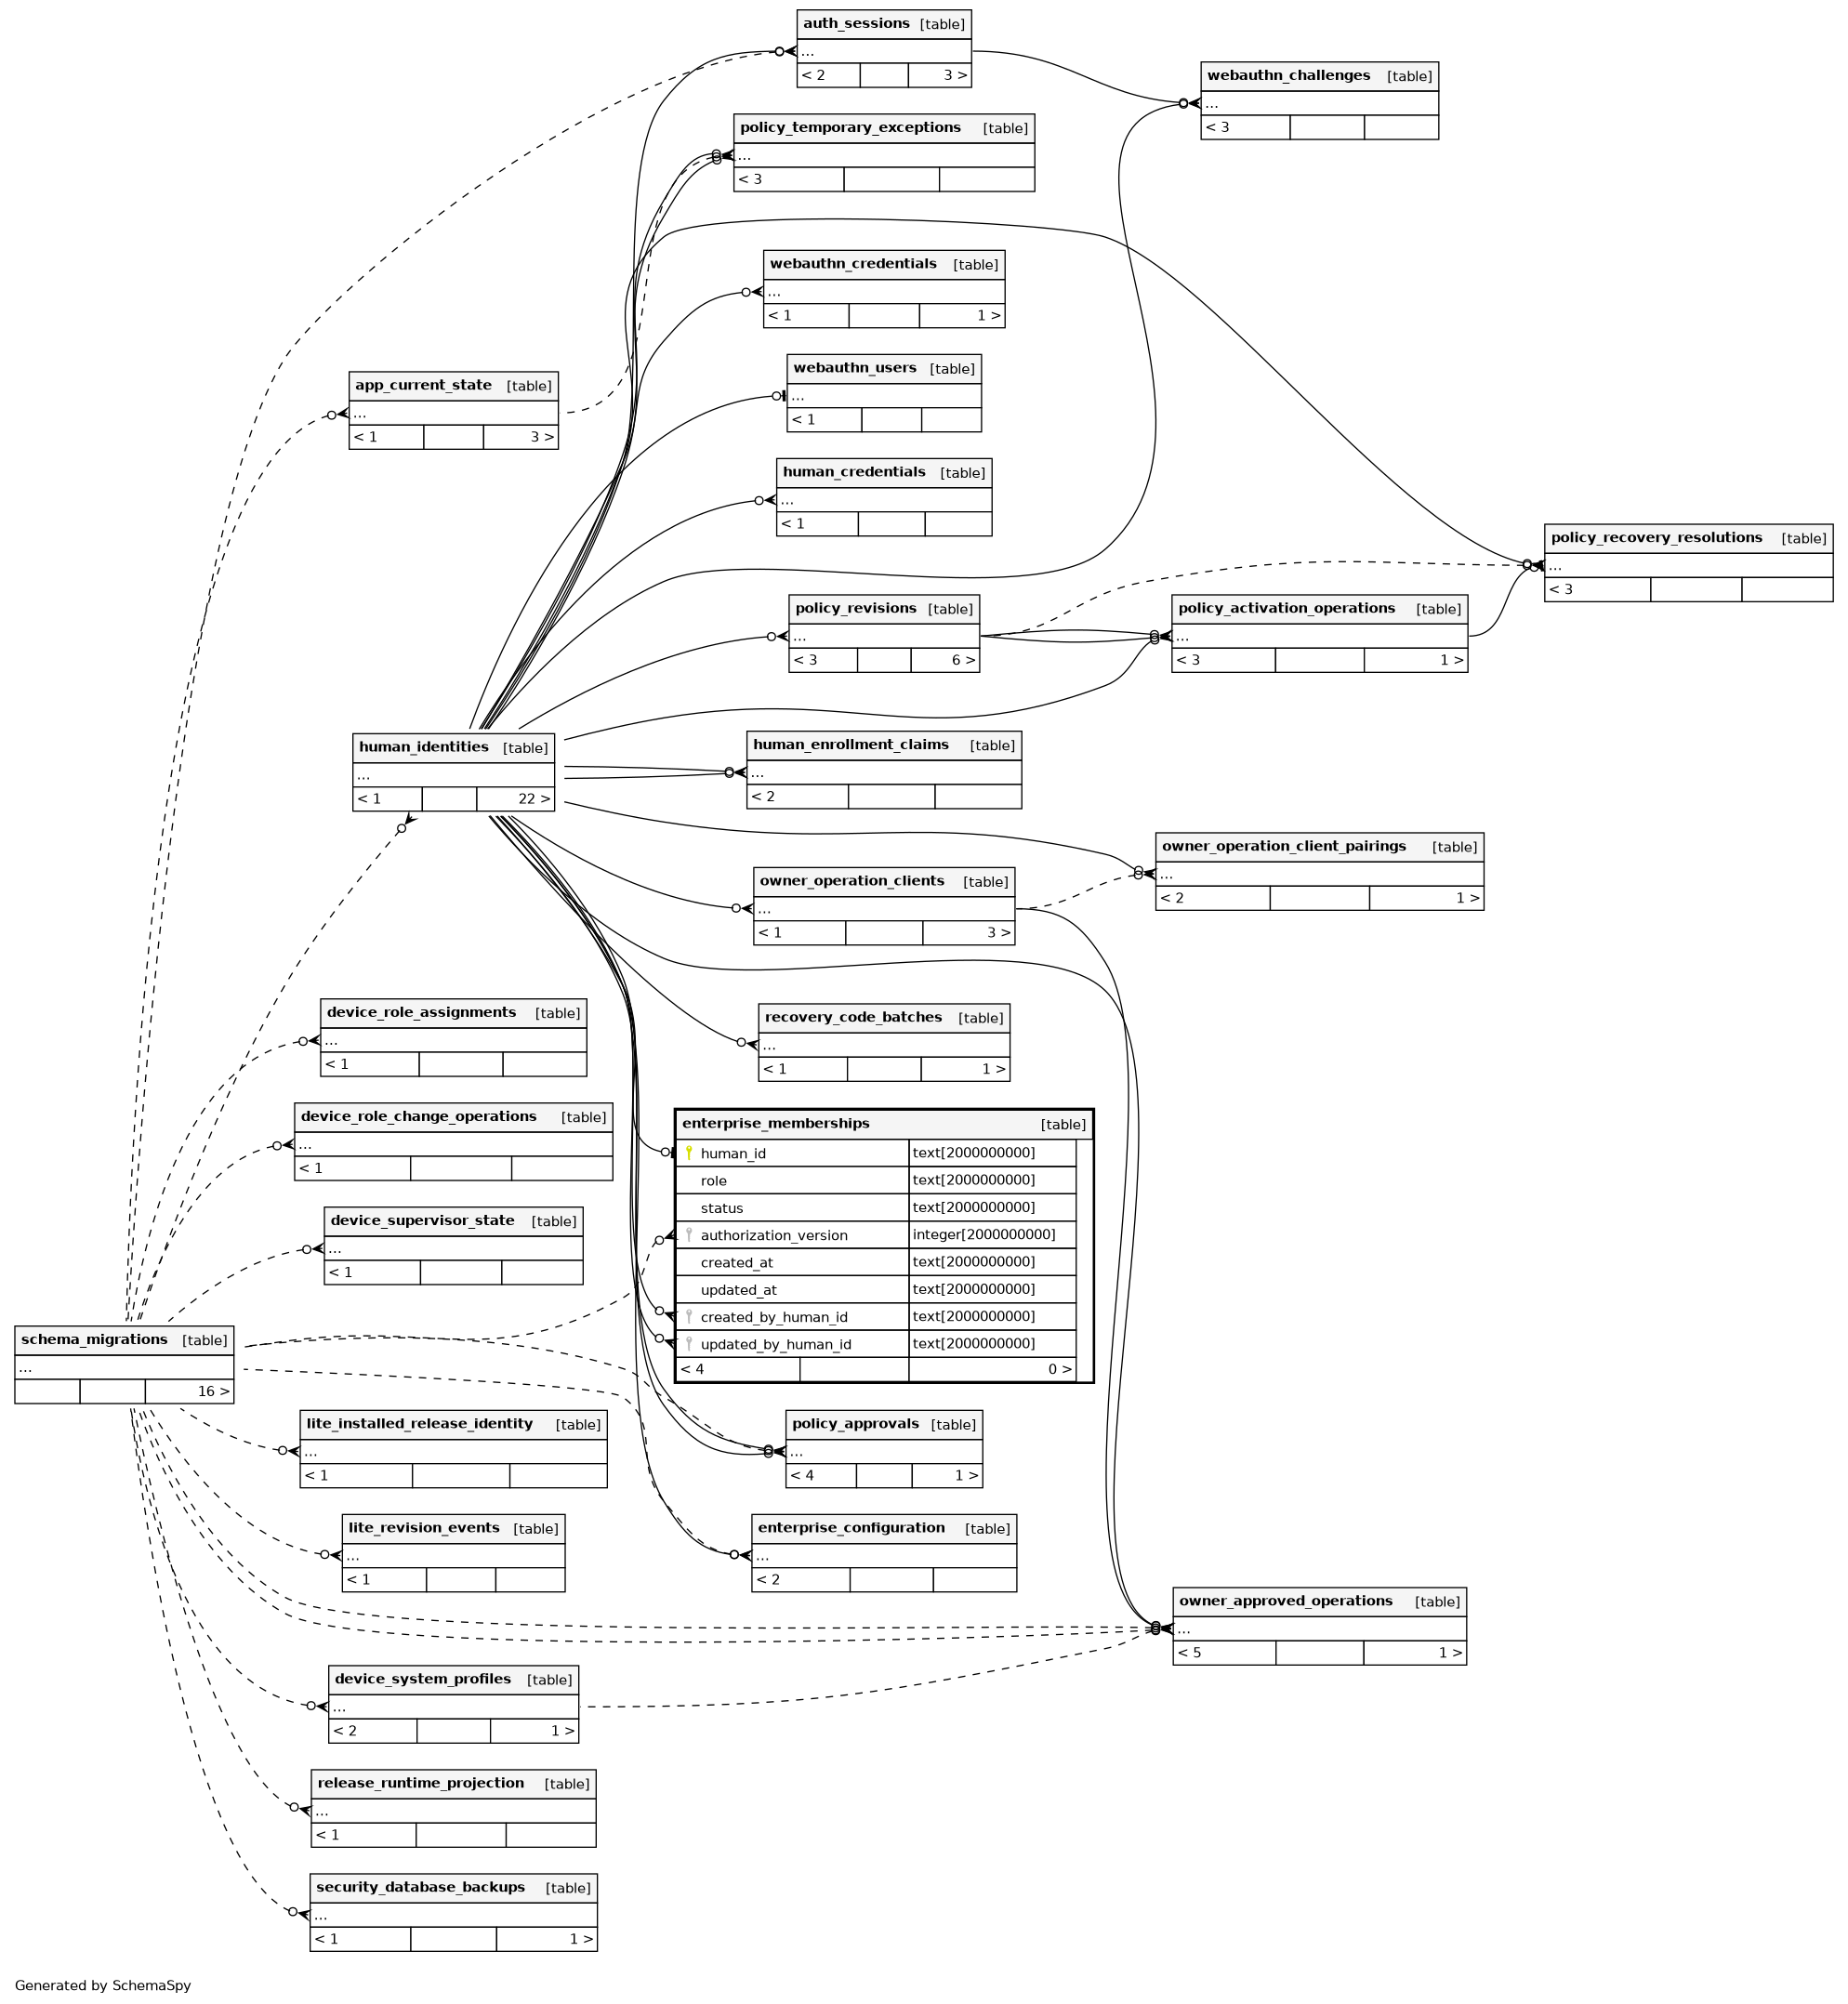 auth_sessions [table]
...
< 2 3 >
webauthn_challenges [table]
...
< 3
policy_temporary_exceptions [table]
...
< 3
webauthn_credentials [table]
...
< 1 1 >
webauthn_users [table]
...
< 1
app_current_state [table]
...
< 1 3 >
human_credentials [table]
...
< 1
policy_recovery_resolutions [table]
...
< 3
policy_revisions [table]
...
< 3 6 >
policy_activation_operations [table]
...
< 3 1 >
human_identities [table]
...
< 1 22 >
human_enrollment_claims [table]
...
< 2
owner_operation_client_pairings [table]
...
< 2 1 >
owner_operation_clients [table]
...
< 1 3 >
device_role_assignments [table]
...
< 1
recovery_code_batches [table]
...
< 1 1 >
device_role_change_operations [table]
...
< 1
enterprise_memberships [table]
human_id text[2000000000]
role text[2000000000]
status text[2000000000]
authorization_version integer[2000000000]
created_at text[2000000000]
updated_at text[2000000000]
created_by_human_id text[2000000000]
updated_by_human_id text[2000000000]
< 4 0 >
device_supervisor_state [table]
...
< 1
schema_migrations [table]
...
16 >
lite_installed_release_identity [table]
...
< 1
policy_approvals [table]
...
< 4 1 >
lite_revision_events [table]
...
< 1
enterprise_configuration [table]
...
< 2
owner_approved_operations [table]
...
< 5 1 >
device_system_profiles [table]
...
< 2 1 >
release_runtime_projection [table]
...
< 1
security_database_backups [table]
...
< 1 1 >
Generated by SchemaSpy